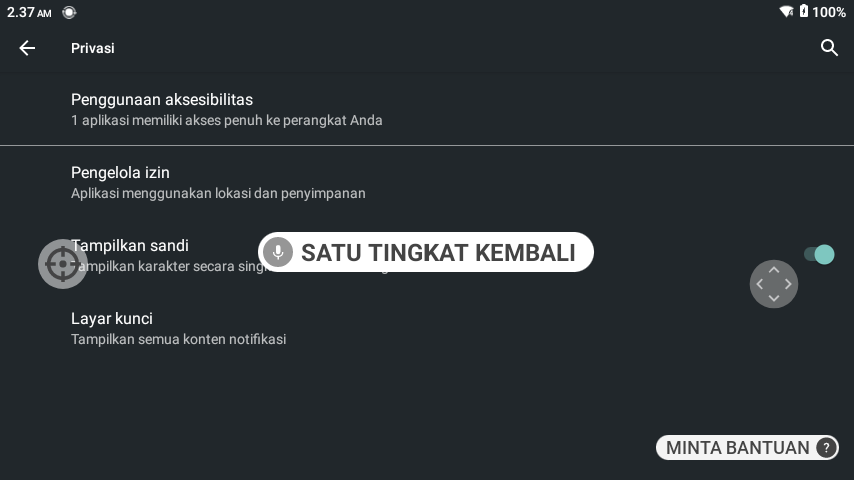 2.37 AM
100%
Privasi
Penggunaan aksesibilitas
1 aplikasi memiliki akses penuh ke perangkat Anda
Pengelola izin
Aplikasi menggunakan lokasi dan penyimpanan
Tampilkan sandi
Tampilkan karakter secara
SATU TINGKAT KEMBALI
Layar kunci
Tampilkan semua konten notifikasi
MINTA BANTUAN ?